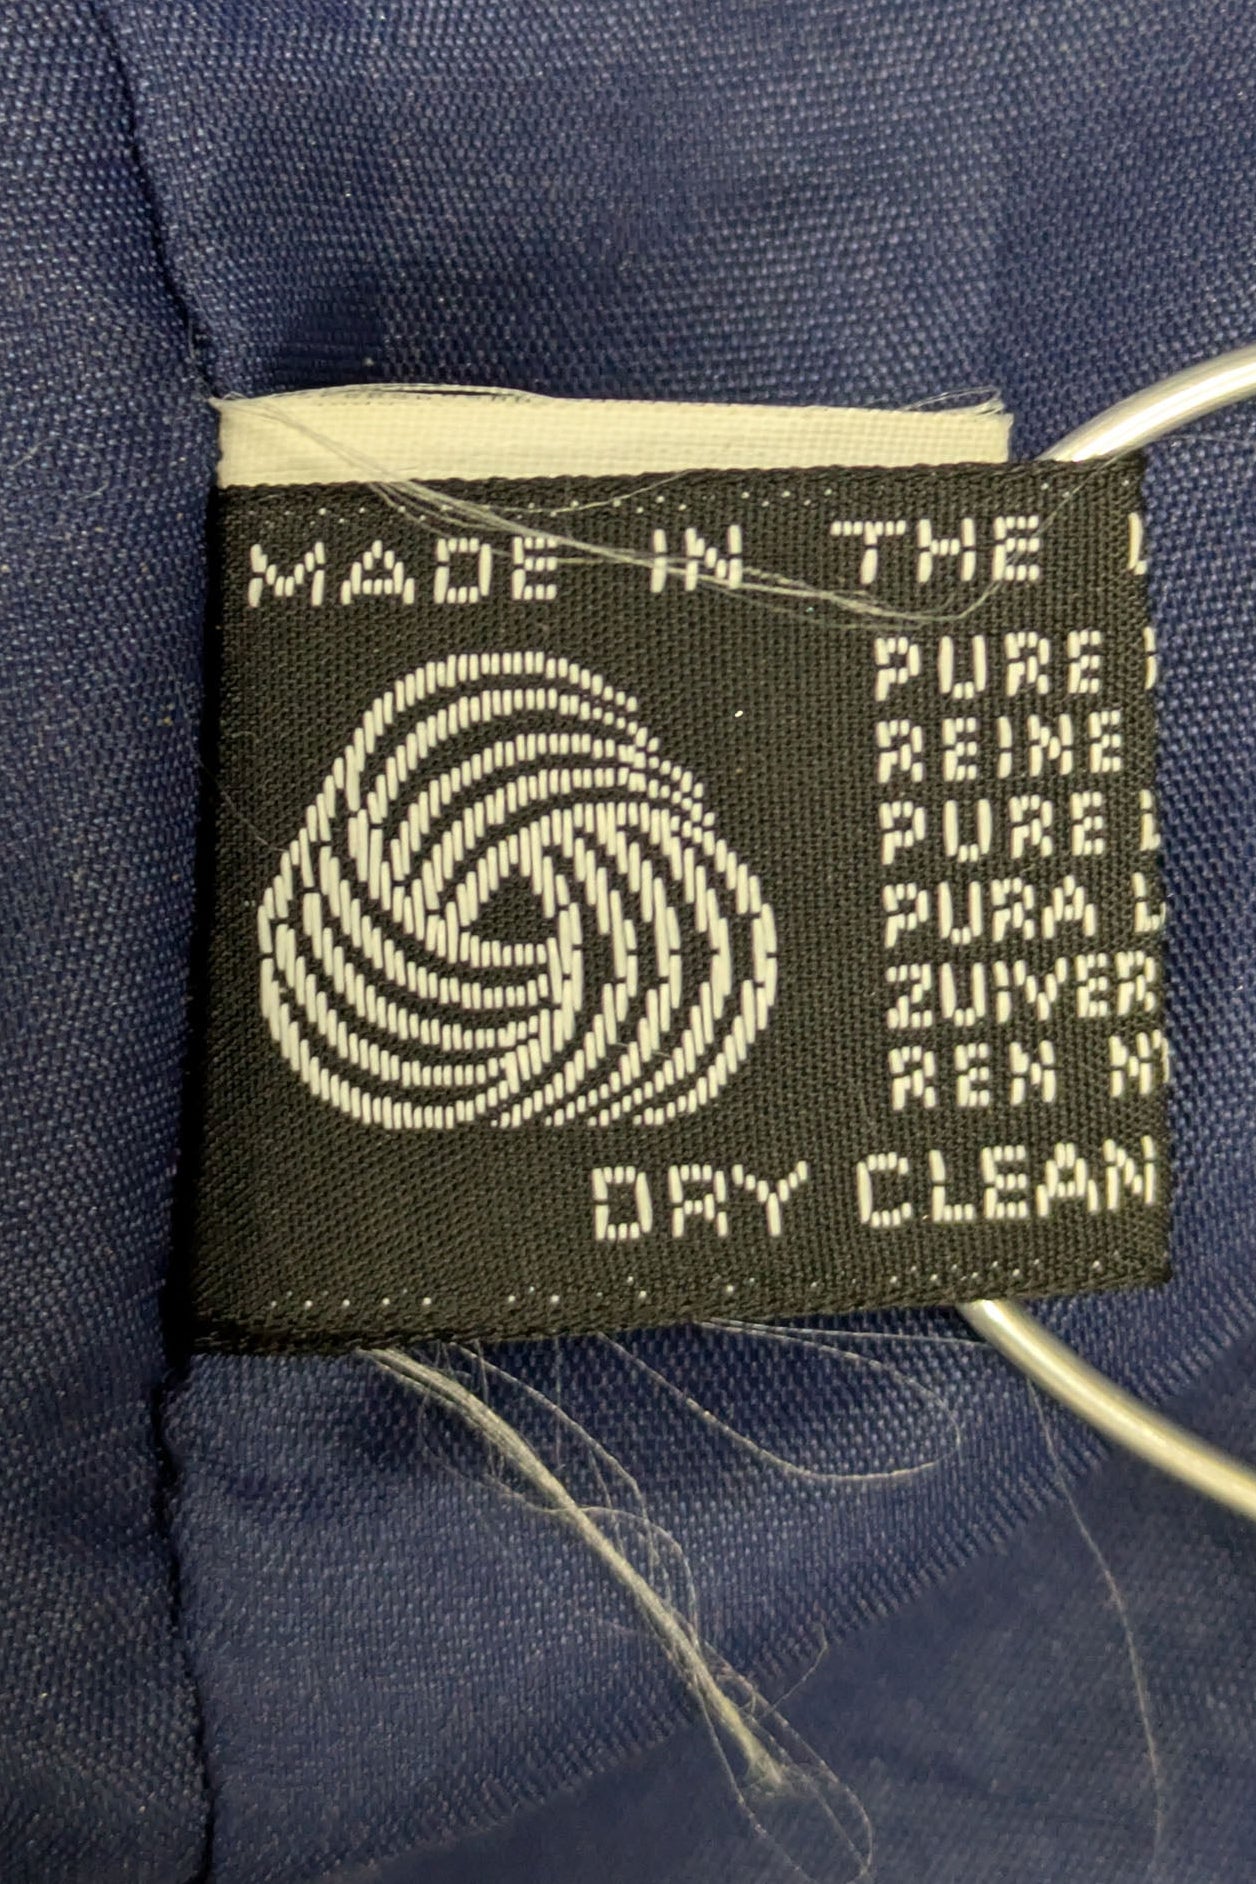 MADE IN THE
PURE
REINE
PURE
PURA
ZUIVER
REN
DRY CLEAN